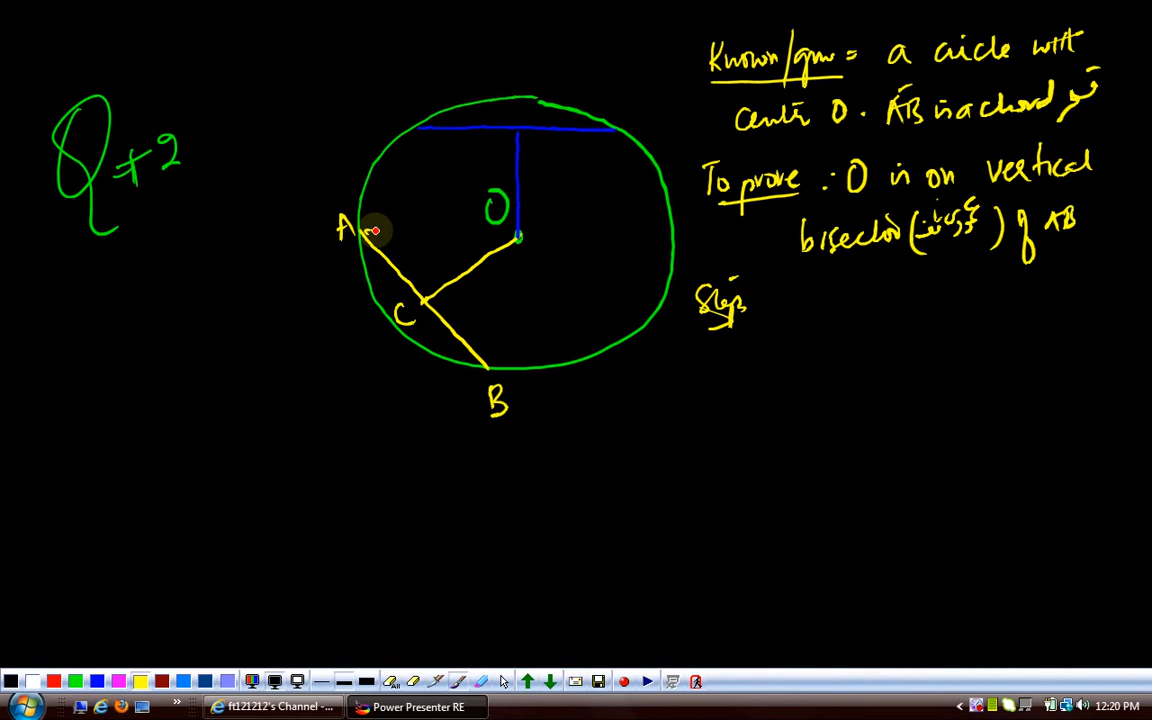 Q#2
Known/given = a circle with
center O. AB is a chord
To prove :- O is on vertical
bisector ( ) of AB
Steps
O
A
C
B
ft121212's Channel - ...
Power Presenter RE
12:20 PM